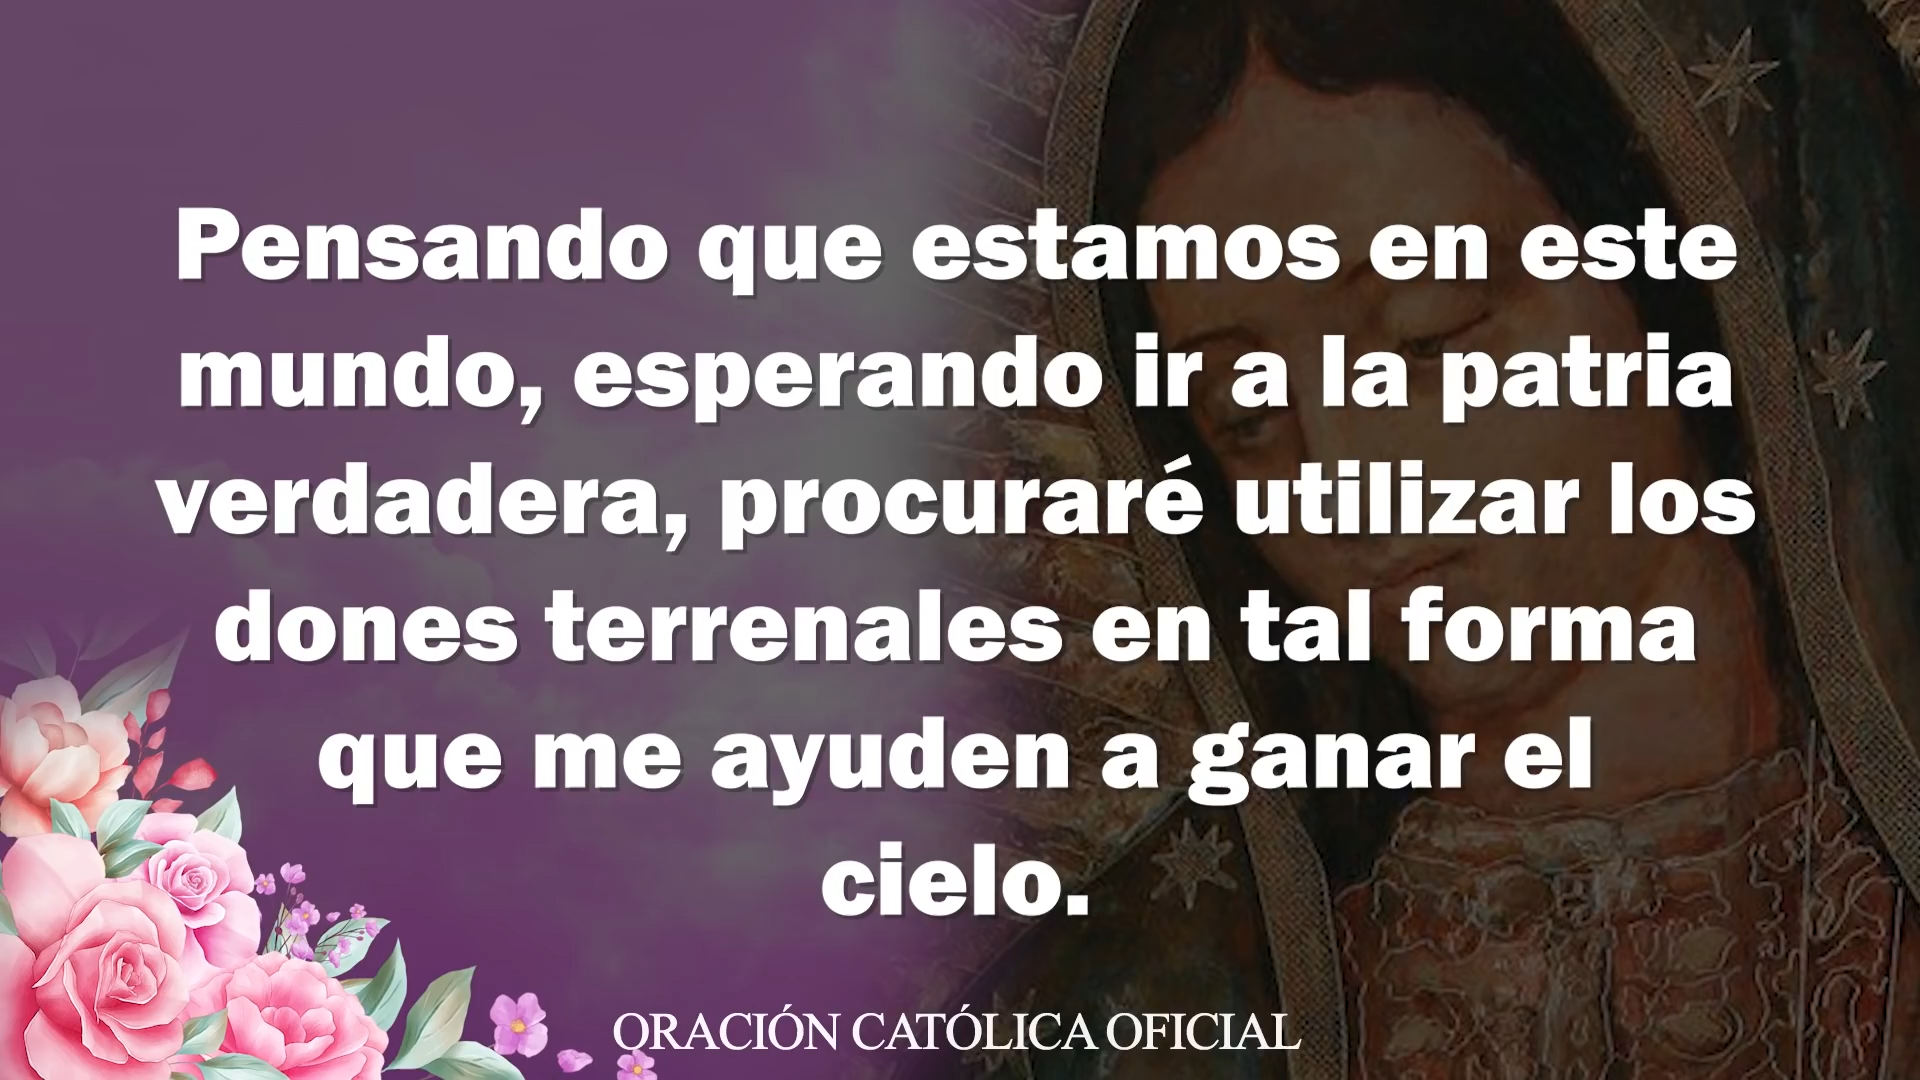 Pensando que estamos en este
mundo, esperando ir a la patria
verdadera, procuraré utilizar los
dones terrenales en tal forma
que me ayuden a ganar el
cielo.
ORACIÓN CATÓLICA OFICIAL